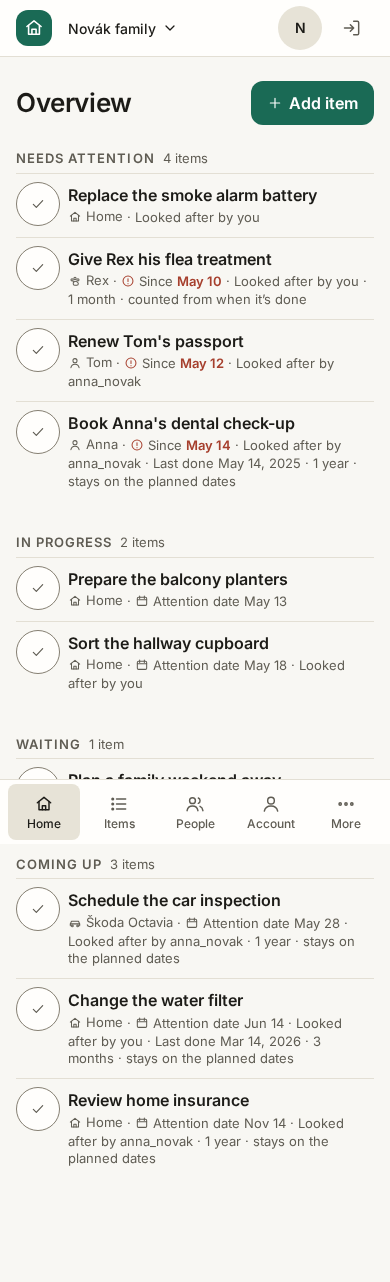 Novák family
N
Overview
Add item
NEEDS ATTENTION 4 items
Replace the smoke alarm battery
Home · Looked after by you
Give Rex his flea treatment
Rex · Since May 10 · Looked after by you ·
1 month · counted from when it's done
Renew Tom's passport
Tom · Since May 12 · Looked after by
anna_novak
Book Anna's dental check-up
Anna · Since May 14 · Looked after by
anna_novak · Last done May 14, 2025 · 1 year ·
stays on the planned dates
IN PROGRESS 2 items
Prepare the balcony planters
Home · Attention date May 13
Sort the hallway cupboard
Home · Attention date May 18 · Looked
after by you
WAITING 1 item
Plan a family weekend away
Home
Items
People
Account
More
COMING UP 3 items
Schedule the car inspection
Škoda Octavia · Attention date May 28 ·
Looked after by anna_novak · 1 year · stays on
the planned dates
Change the water filter
Home · Attention date Jun 14 · Looked
after by you · Last done Mar 14, 2026 · 3
months · stays on the planned dates
Review home insurance
Home · Attention date Nov 14 · Looked
after by anna_novak · 1 year · stays on the
planned dates